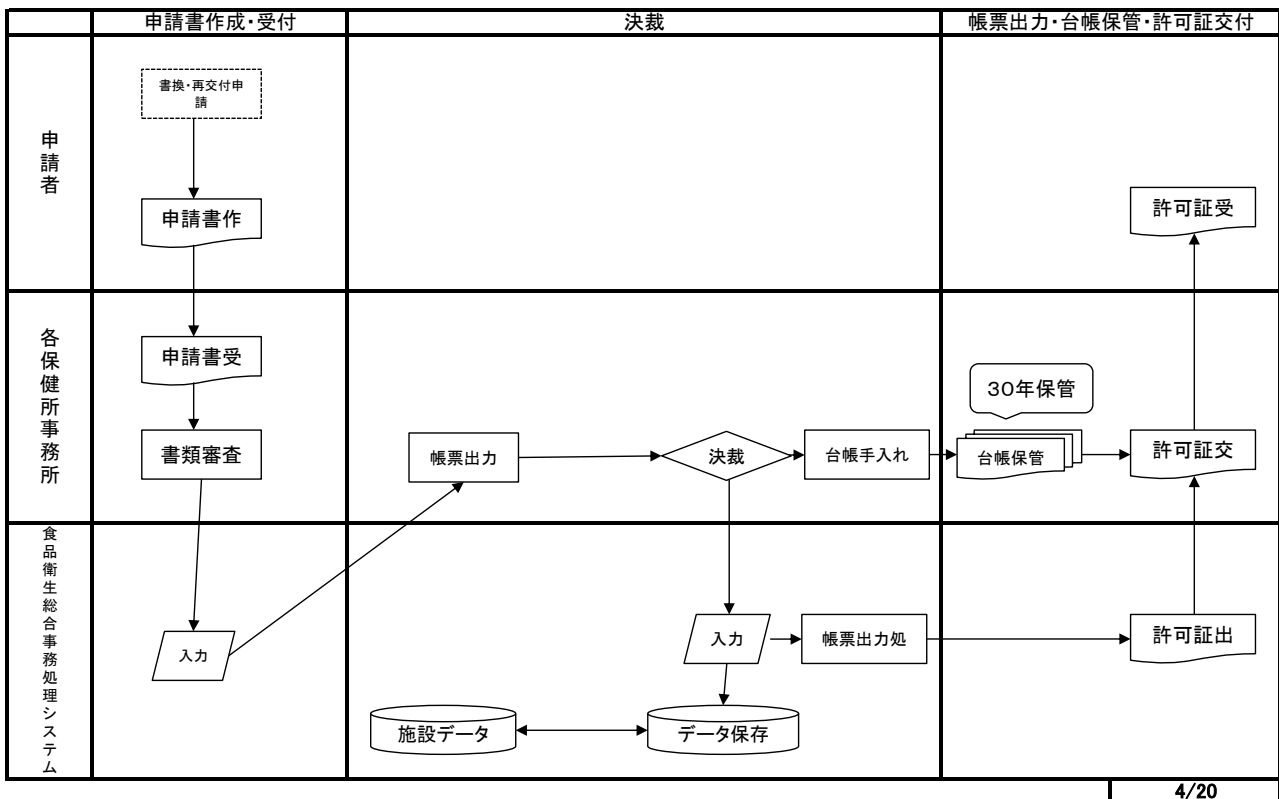 申請書作成・受付
決裁
帳票出力・台帳保管・許可証交付
申請者
書換・再交付申
請
申請書作
許可証受
各保健所事務所
申請書受
書類審査
帳票出力
決裁
台帳手入れ
30年保管
台帳保管
許可証交
食品衛生総合事務処理システム
入力
入力
帳票出力処
許可証出
施設データ
データ保存
4/20